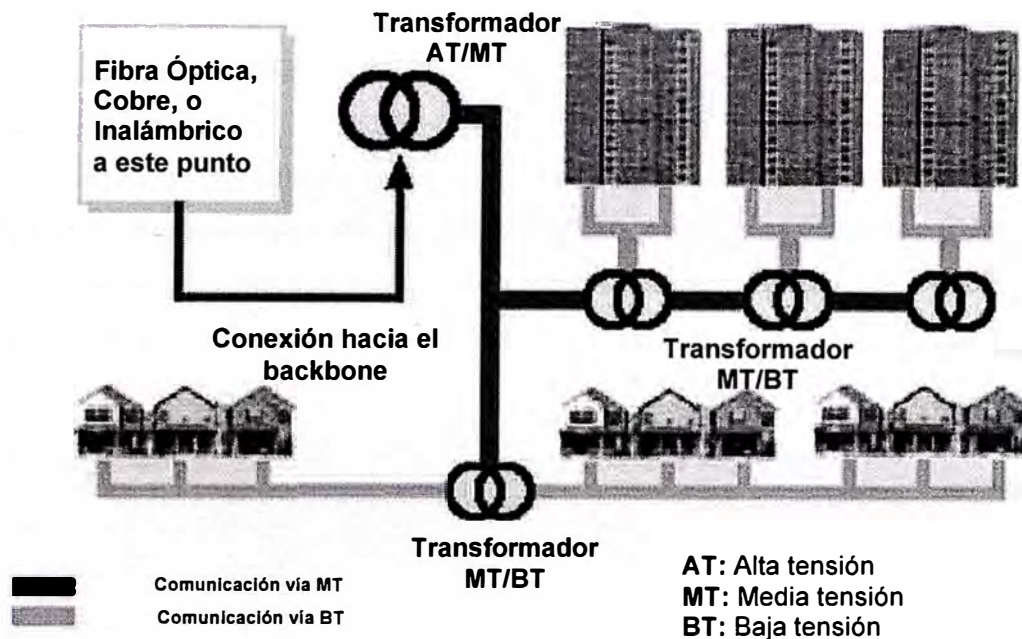 Transformador
AT/MT
Fibra Óptica,
Cobre, o
Inalámbrico
a este punto
Conexión hacia el
backbone
Transformador
MT/BT
Transformador
MT/BT
Comunicación vía MT
Comunicación vía BT
AT: Alta tensión
MT: Media tensión
BT: Baja tensión